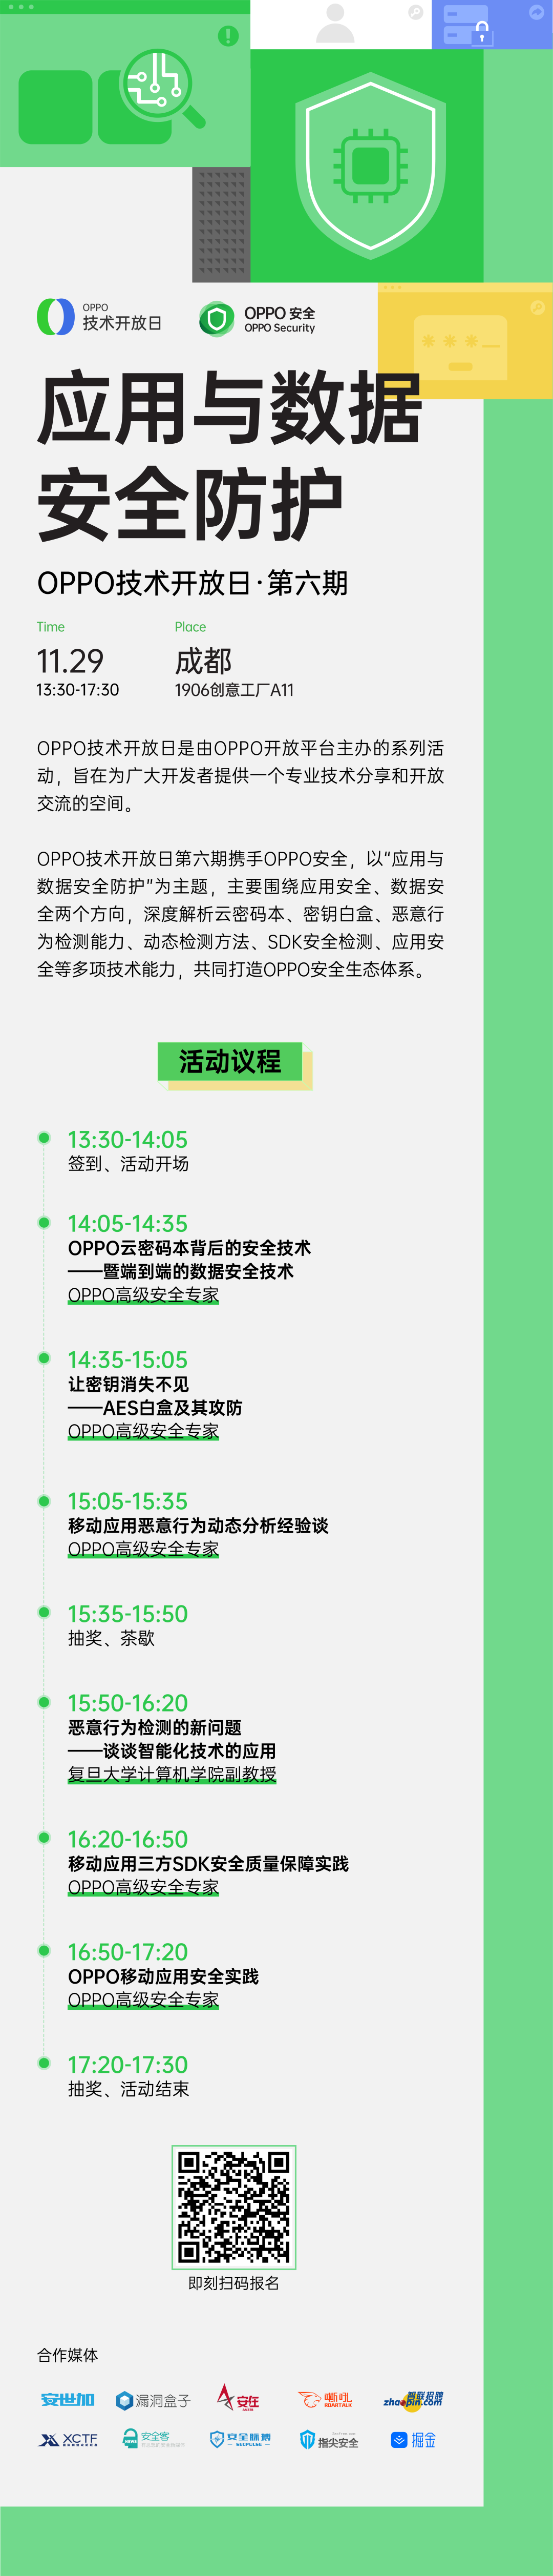 OPPO
技术开放日
OPPO 安全
OPPO Security
应用与数据
安全防护
OPPO技术开放日·第六期
Time
Place
11.29
成都
13:30-17:30
1906创意工厂A11
OPPO技术开放日是由OPPO开放平台主办的系列活
动，旨在为广大开发者提供一个专业技术分享和开放
交流的空间。
OPPO技术开放日第六期携手OPPO安全，以“应用与
数据安全防护”为主题，主要围绕应用安全、数据安
全两个方向，深度解析云密码本、密钥白盒、恶意行
为检测能力、动态检测方法、SDK安全检测、应用安
全等多项技术能力，共同打造OPPO安全生态体系。
活动议程
13:30-14:05
签到、活动开场
14:05-14:35
OPPO云密码本背后的安全技术
——暨端到端的数据安全技术
OPPO高级安全专家
14:35-15:05
让密钥消失不见
——AES白盒及其攻防
OPPO高级安全专家
15:05-15:35
移动应用恶意行为动态分析经验谈
OPPO高级安全专家
15:35-15:50
抽奖、茶歇
15:50-16:20
恶意行为检测的新问题
——谈谈智能化技术的应用
复旦大学计算机学院副教授
16:20-16:50
移动应用三方SDK安全质量保障实践
OPPO高级安全专家
16:50-17:20
OPPO移动应用安全实践
OPPO高级安全专家
17:20-17:30
抽奖、活动结束
即刻扫码报名
合作媒体
安世加
漏洞盒子
安在
嘶吼
ROARTALK
智联招聘
zhaopin.com
XCTF
安全客
NEWS
安全脉搏
SECPULSE
指尖安全
掘金